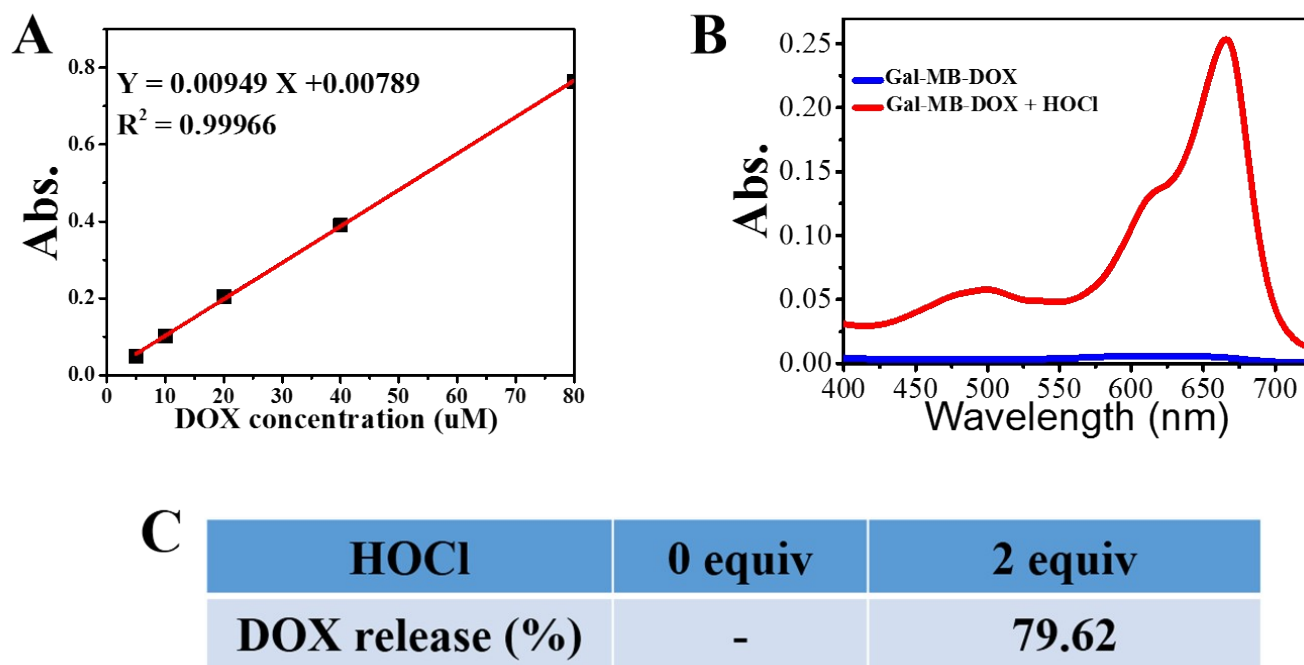 A
Y = 0.00949 X +0.00789
R² = 0.99966
Abs.
0.8
0.6
0.4
0.2
0.0
0 10 20 30 40 50 60 70 80
DOX concentration (uM)
B
Gal-MB-DOX
Gal-MB-DOX + HOCl
Abs.
0.25
0.20
0.15
0.10
0.05
0.00
400 450 500 550 600 650 700
Wavelength (nm)
C
HOCl 0 equiv 2 equiv
DOX release (%) - 79.62